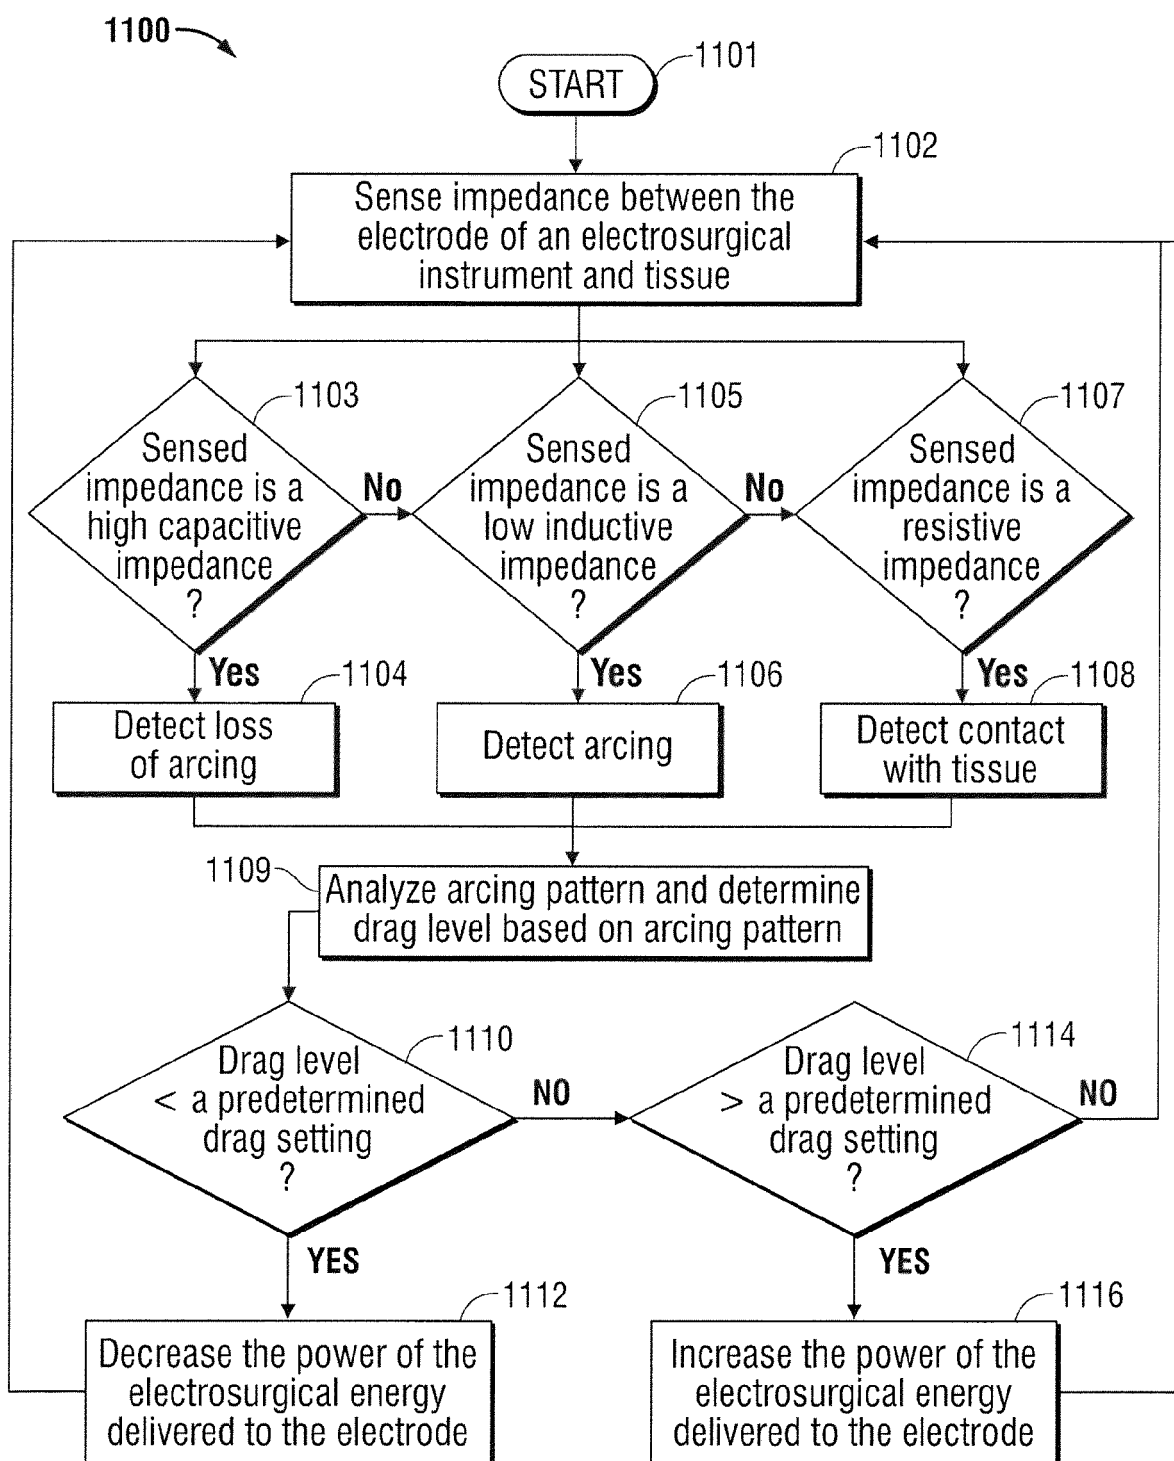 1100
START
1101
1102
Sense impedance between the
electrode of an electrosurgical
instrument and tissue
1103
Sensed
impedance is a
high capacitive
impedance
?
No
Yes
1105
Sensed
impedance is a
low inductive
impedance
?
No
Yes
1107
Sensed
impedance is a
resistive
impedance
?
Yes
1104
Detect loss
of arcing
1106
Detect arcing
1108
Detect contact
with tissue
1109
Analyze arcing pattern and determine
drag level based on arcing pattern
1110
Drag level
< a predetermined
drag setting
?
NO
YES
1114
Drag level
> a predetermined
drag setting
?
NO
YES
1112
Decrease the power of the
electrosurgical energy
delivered to the electrode
1116
Increase the power of the
electrosurgical energy
delivered to the electrode